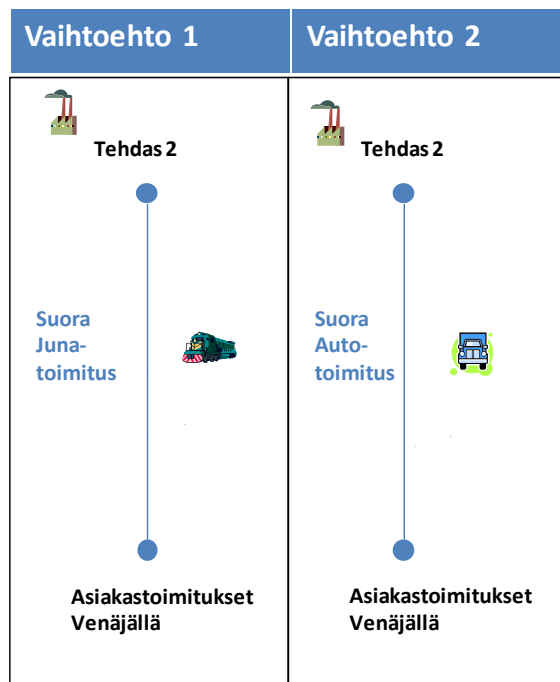 Vaihtoehto 1
Vaihtoehto 2
Tehdas 2
Suora
Juna-
toimitus
Asiakastoimitukset
Venäjällä
Tehdas 2
Suora
Auto-
toimitus
Asiakastoimitukset
Venäjällä